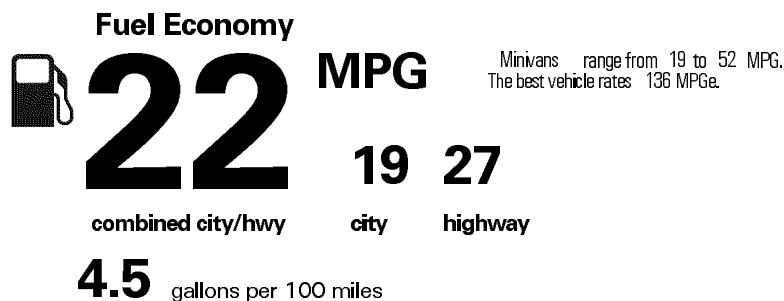 Fuel Economy
22 MPG
Minivans range from 19 to 52 MPG.
The best vehicle rates 136 MPGe.
19 27
combined city/hwy city highway
4.5 gallons per 100 miles